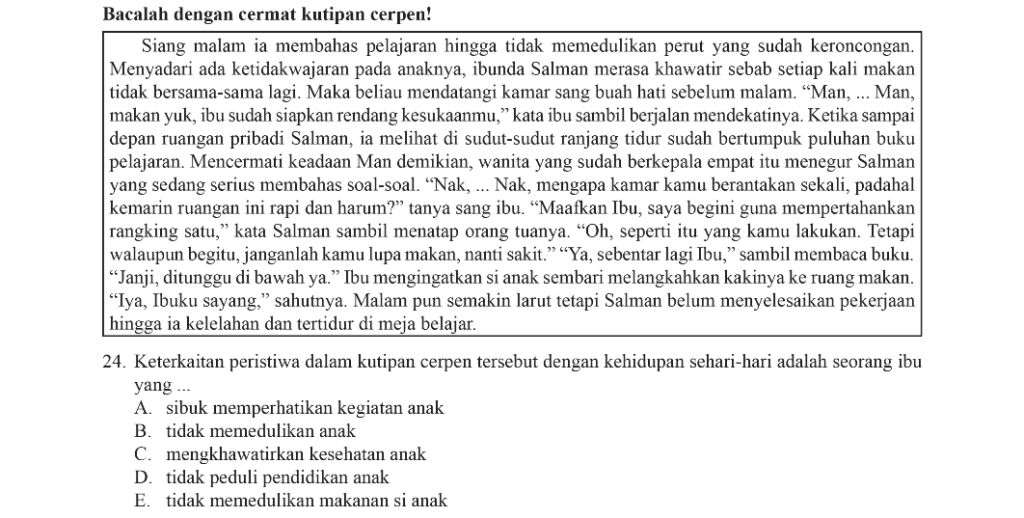 Bacalah dengan cermat kutipan cerpen!
Siang malam ia membahas pelajaran hingga tidak memedulikan perut yang sudah keroncongan.
Menyadari ada ketidakwajaran pada anaknya, ibunda Salman merasa khawatir sebab setiap kali makan
tidak bersama-sama lagi. Maka beliau mendatangi kamar sang buah hati sebelum malam. “Man, ... Man,
makan yuk, ibu sudah siapkan rendang kesukaanmu,” kata ibu sambil berjalan mendekatinya. Ketika sampai
depan ruangan pribadi Salman, ia melihat di sudut-sudut ranjang tidur sudah bertumpuk puluhan buku
pelajaran. Mencermati keadaan Man demikian, wanita yang sudah berkepala empat itu menegur Salman
yang sedang serius membahas soal-soal. “Nak, ... Nak, mengapa kamar kamu berantakan sekali, padahal
kemarin ruangan ini rapi dan harum?” tanya sang ibu. “Maafkan Ibu, saya begini guna mempertahankan
rangking satu,” kata Salman sambil menatap orang tuanya. “Oh, seperti itu yang kamu lakukan. Tetapi
walaupun begitu, janganlah kamu lupa makan, nanti sakit.” “Ya, sebentar lagi Ibu,” sambil membaca buku.
“Janji, ditunggu di bawah ya.” Ibu mengingatkan si anak sembari melangkahkan kakinya ke ruang makan.
“Iya, Ibuku sayang,” sahutnya. Malam pun semakin larut tetapi Salman belum menyelesaikan pekerjaan
hingga ia kelelahan dan tertidur di meja belajar.
24. Keterkaitan peristiwa dalam kutipan cerpen tersebut dengan kehidupan sehari-hari adalah seorang ibu
yang ...
A. sibuk memperhatikan kegiatan anak
B. tidak memedulikan anak
C. mengkhawatirkan kesehatan anak
D. tidak peduli pendidikan anak
E. tidak memedulikan makanan si anak